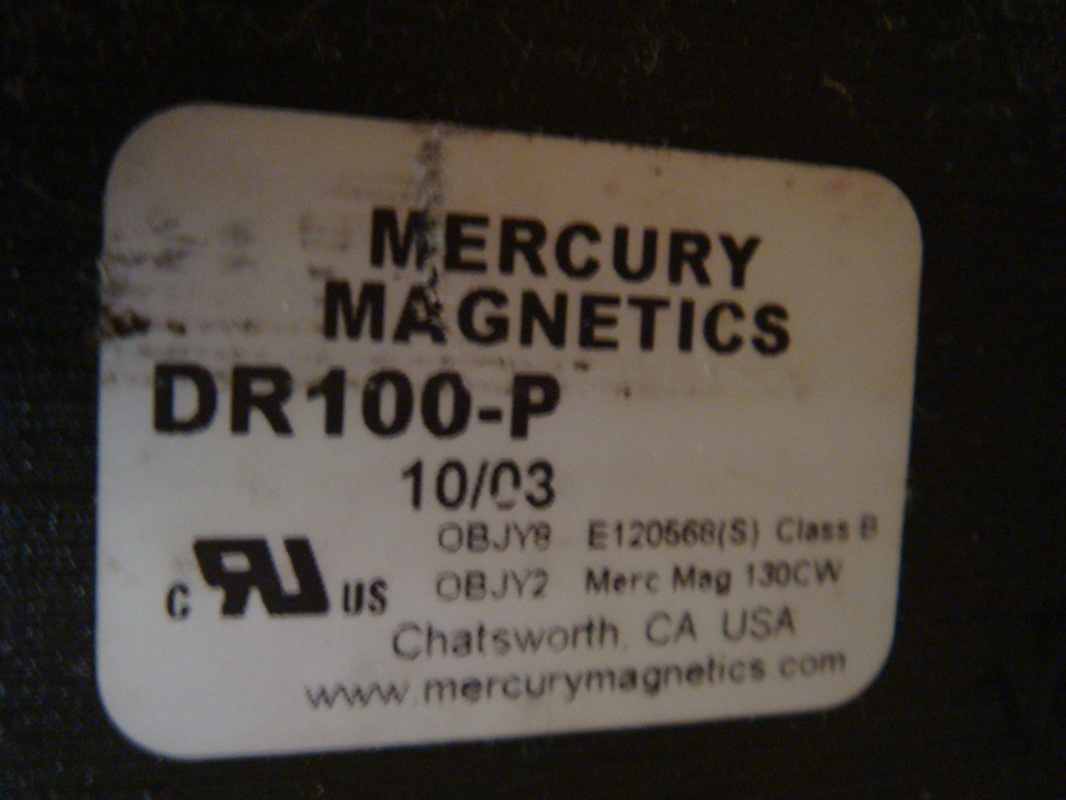 MERCURY
MAGNETICS
DR100-P
10/03
OBJY8 E120568(S) Class B
OBJY2 Merc Mag 130CW
C RU US
Chatsworth, CA USA
www.mercurymagnetics.com